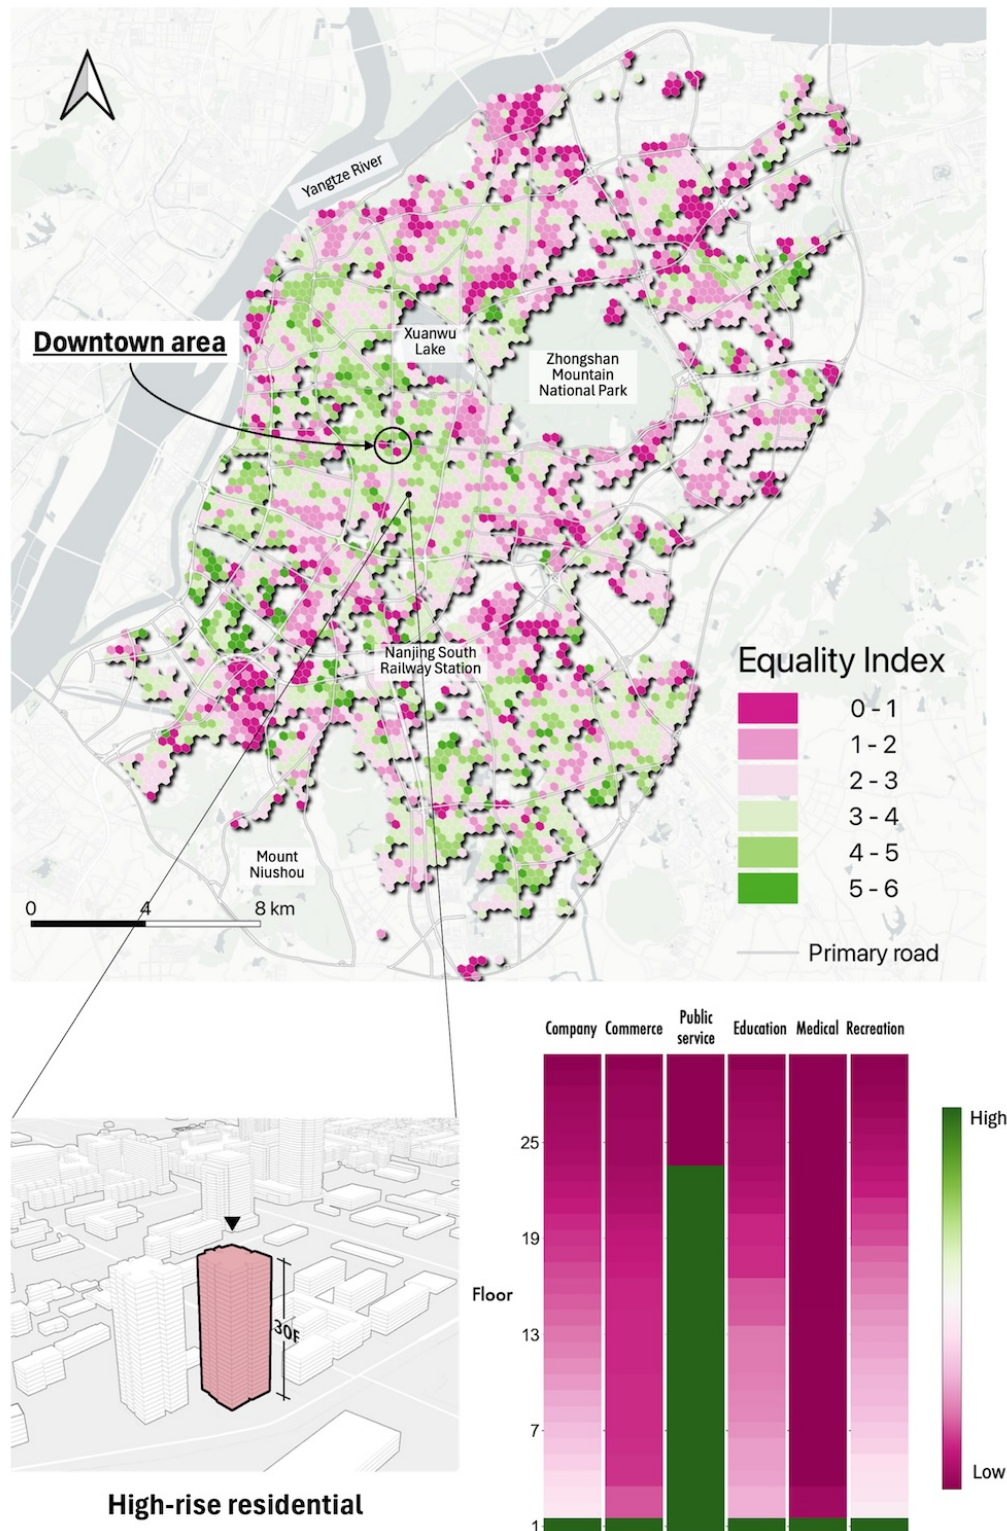 Yangtze River
Downtown area
Xuanwu
Lake
Zhongshan
Mountain
National Park
Nanjing South
Railway Station
Mount
Niushou
0 4 8 km
Equality Index
0 - 1
1 - 2
2 - 3
3 - 4
4 - 5
5 - 6
Primary road
Company Commerce Public service Education Medical Recreation
25
19
Floor
13
7
1
High
Low
30F
High-rise residential